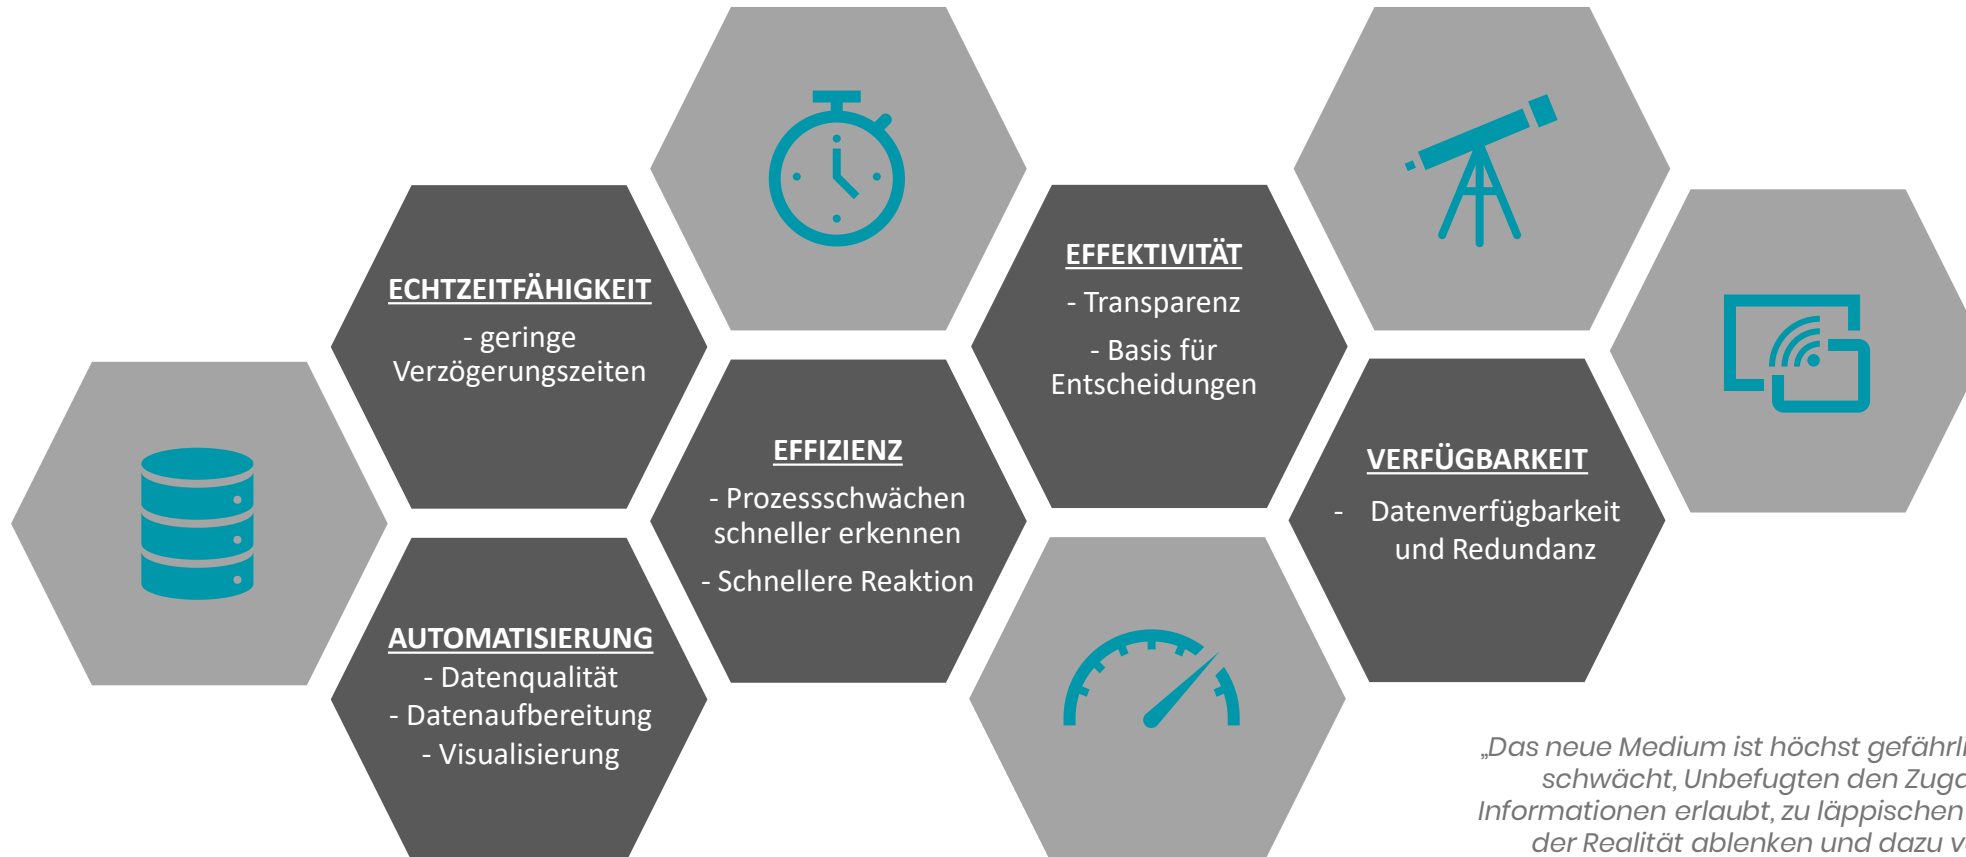 ECHTZEITFÄHIGKEIT
- geringe
Verzögerungszeiten
AUTOMATISIERUNG
- Datenqualität
- Datenaufbereitung
- Visualisierung
EFFIZIENZ
- Prozessschwächen
schneller erkennen
- Schnellere Reaktion
EFFEKTIVITÄT
- Transparenz
- Basis für
Entscheidungen
VERFÜGBARKEIT
- Datenverfügbarkeit
und Redundanz
„Das neue Medium ist höchst
schwächt, Unbefugten den
Informationen erlaubt, zu läppischen
der Realität ablenken und dazu